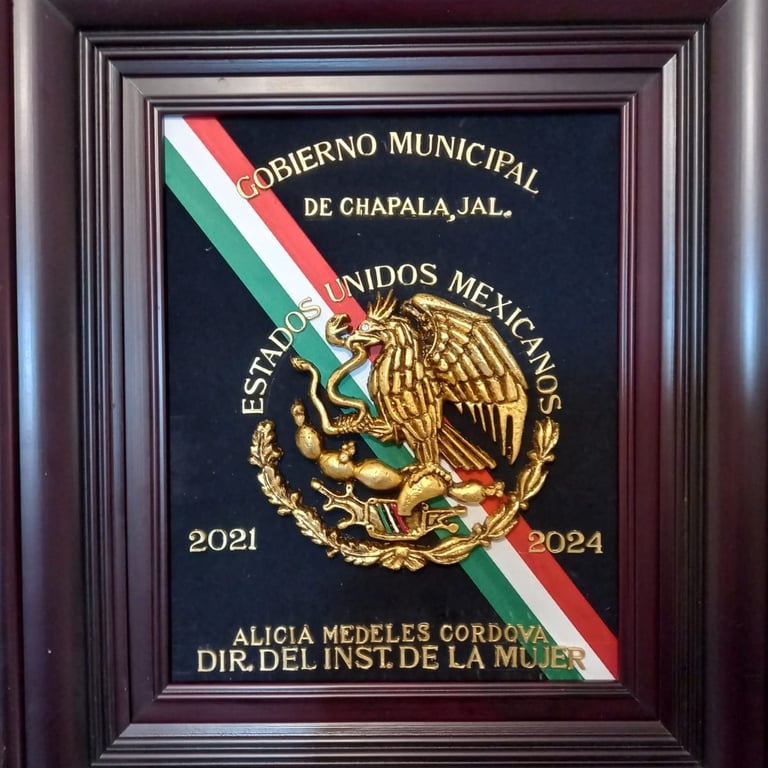 GOBIERNO MUNICIPAL
DE CHAPALA, JAL.
ESTADOS UNIDOS MEXICANOS
2021 2024
ALICIA MEDELES CORDOVA
DIR. DEL INST. DE LA MUJER